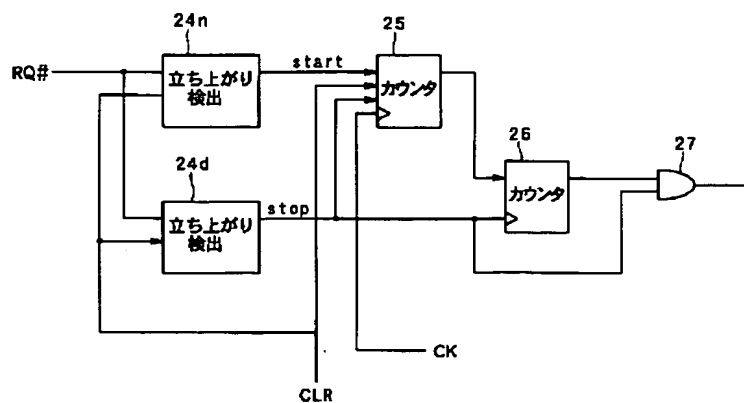 24n
25
RQ#
立ち上がり
検出
start
カウンタ
26
27
24d
カウンタ
立ち上がり
検出
stop
CK
CLR